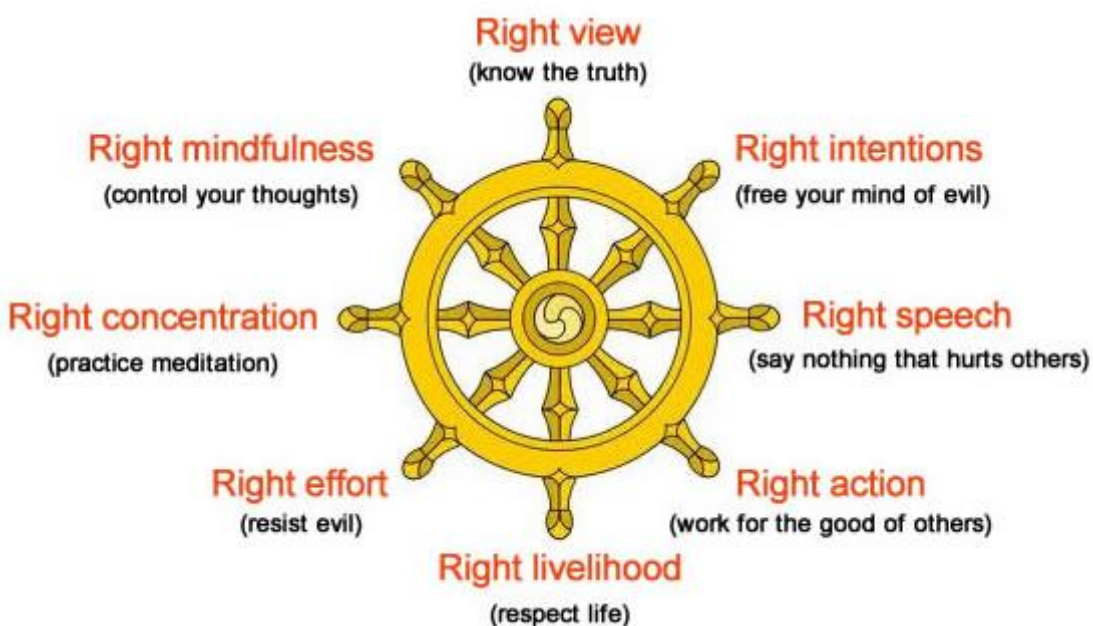 Right view
(know the truth)
Right mindfulness
(control your thoughts)
Right intentions
(free your mind of evil)
Right concentration
(practice meditation)
Right speech
(say nothing that hurts others)
Right effort
(resist evil)
Right action
(work for the good of others)
Right livelihood
(respect life)